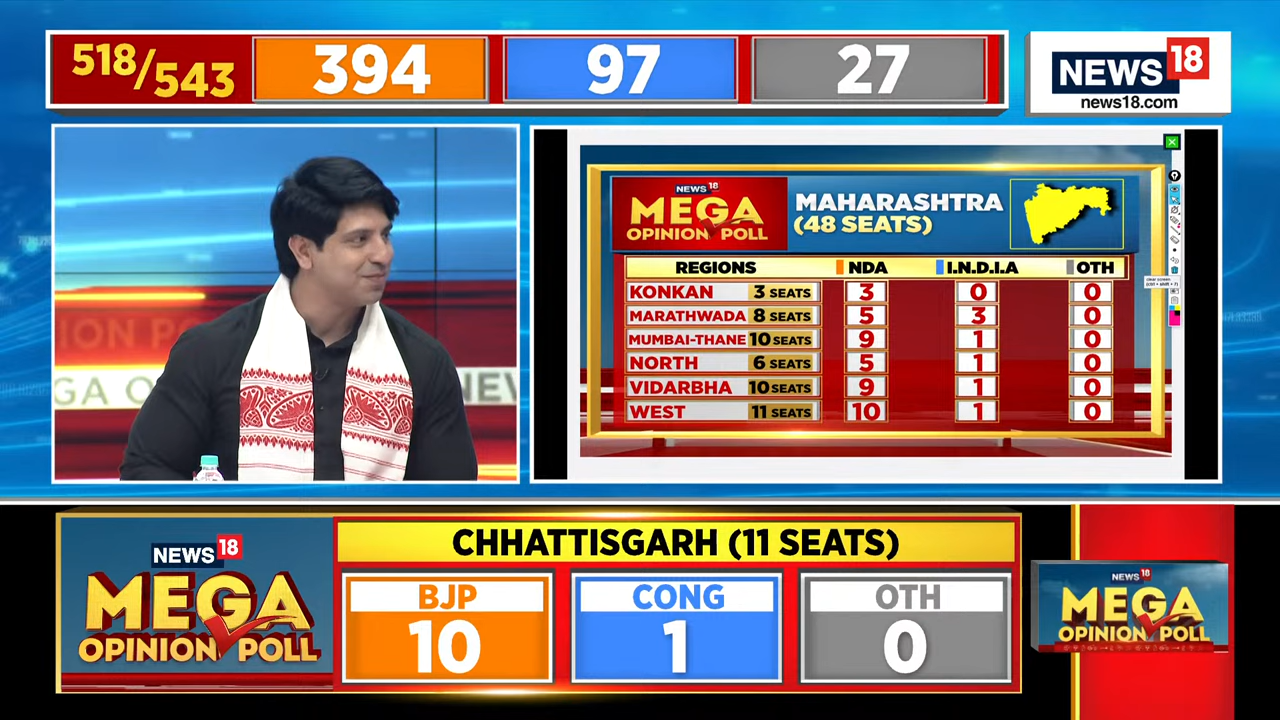 518/543
394
97
27
NEWS18
news18.com
NEWS18
MEGA
OPINION POLL
MAHARASHTRA
(48 SEATS)
REGIONS NDA I.N.D.I.A OTH
KONKAN 3 SEATS 3 0 0
MARATHWADA 8 SEATS 5 3 0
MUMBAI-THANE 10 SEATS 9 1 0
NORTH 6 SEATS 5 1 0
VIDARBHA 10 SEATS 9 1 0
WEST 11 SEATS 10 1 0
NEWS18
MEGA
OPINION POLL
CHHATTISGARH (11 SEATS)
BJP CONG OTH
10 1 0
NEWS18
MEGA
OPINION POLL